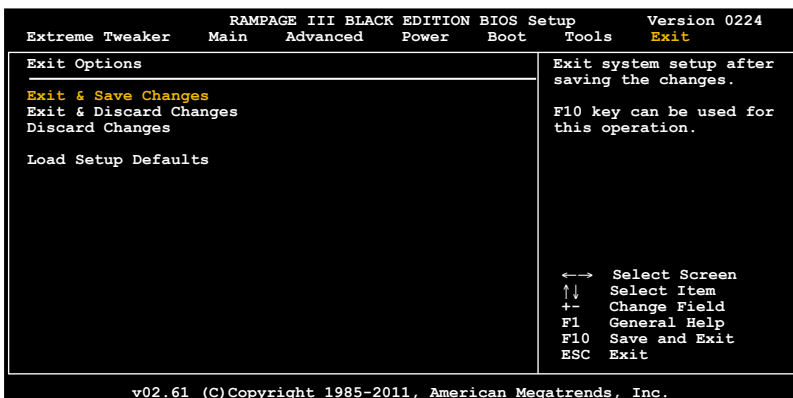 RAMPAGE III BLACK EDITION BIOS Setup Version 0224
Extreme Tweaker Main Advanced Power Boot Tools Exit
Exit Options
Exit & Save Changes
Exit & Discard Changes
Discard Changes
Load Setup Defaults
Exit system setup after
saving the changes.
F10 key can be used for
this operation.
←→ Select Screen
↑↓ Select Item
+- Change Field
F1 General Help
F10 Save and Exit
ESC Exit
v02.61 (C)Copyright 1985-2011, American Megatrends, Inc.